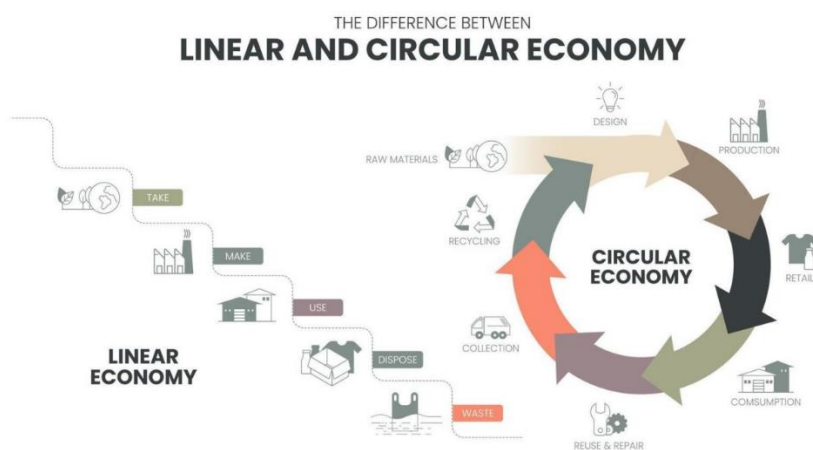 THE DIFFERENCE BETWEEN
LINEAR AND CIRCULAR ECONOMY
TAKE
MAKE
USE
DISPOSE
WASTE
LINEAR
ECONOMY
RAW MATERIALS
DESIGN
PRODUCTION
RETAIL
COMSUMPTION
REUSE & REPAIR
COLLECTION
RECYCLING
CIRCULAR
ECONOMY